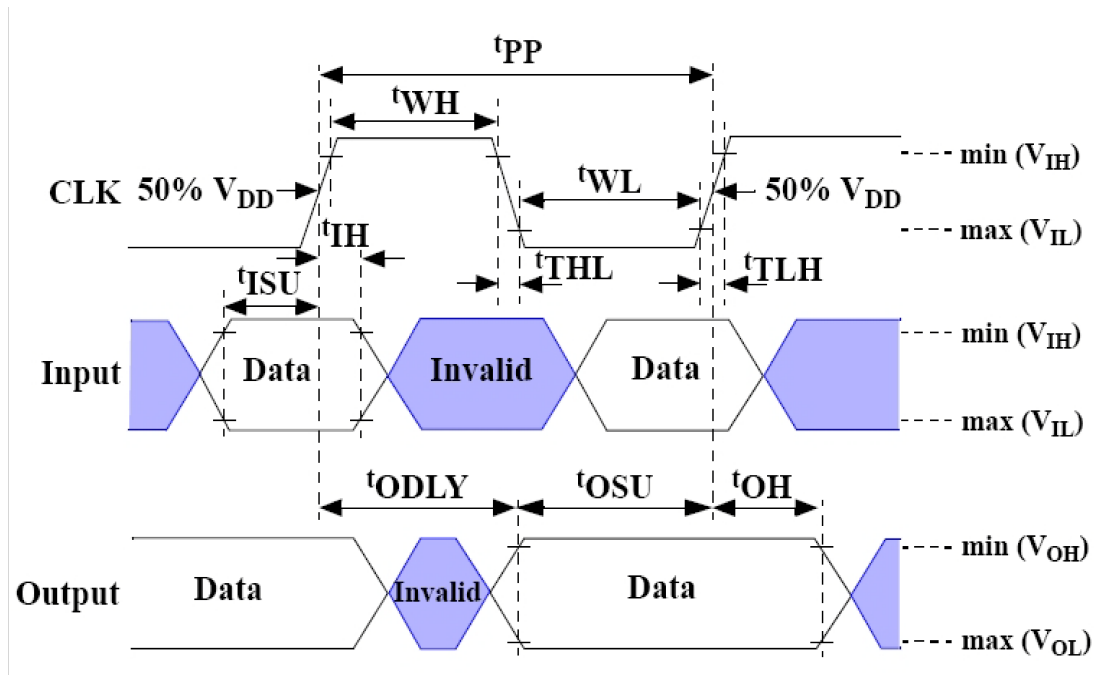 tPP
tWH
min (VIH)
CLK 50% VDD
tWL
50% VDD
tIH
max (VIL)
tISU
tTHL
tTLH
min (VIH)
Input
Data
Invalid
Data
max (VIL)
tODLY
tOSU
tOH
min (VOH)
Output
Data
Invalid
Data
max (VOL)